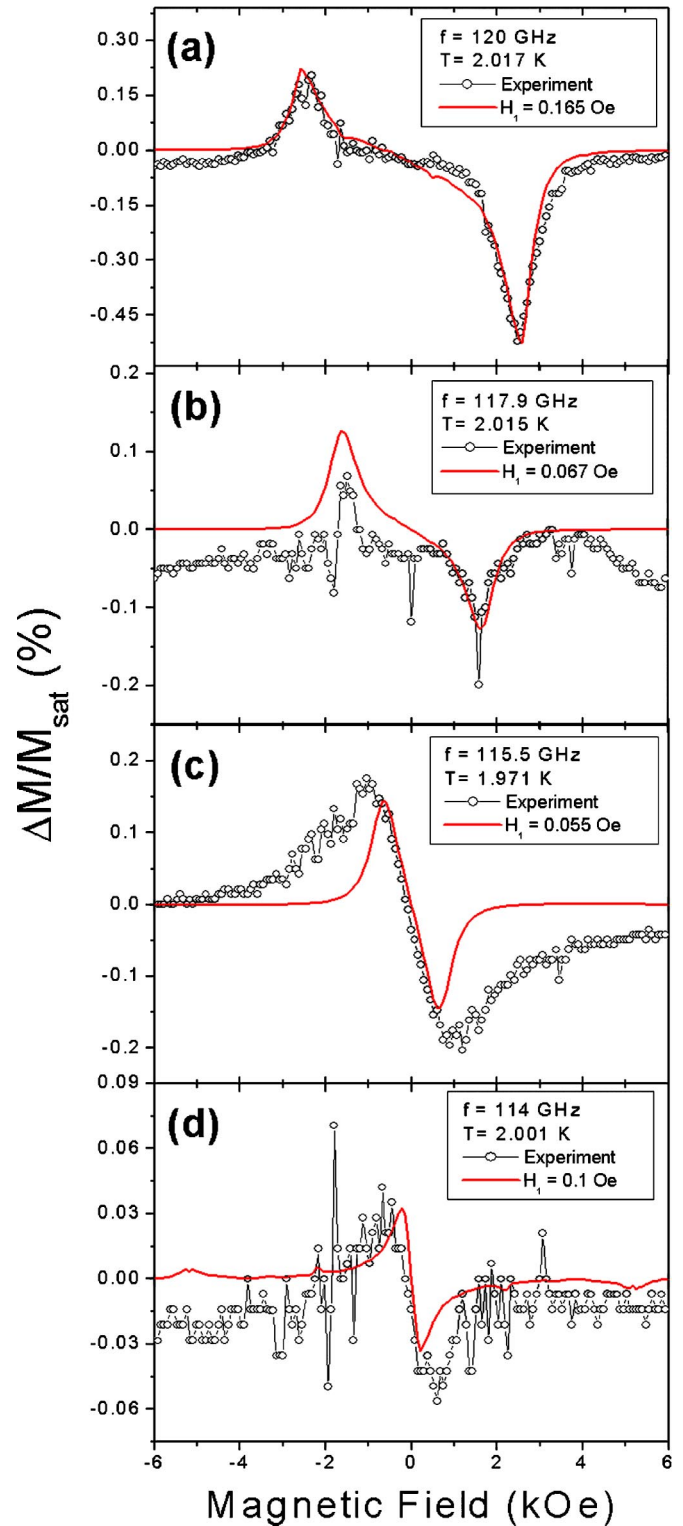 (a)
f = 120 GHz
T= 2.017 K
Experiment
H₁ = 0.165 Oe
0.30
0.15
0.00
-0.15
-0.30
-0.45
(b)
f = 117.9 GHz
T= 2.015 K
Experiment
H₁ = 0.067 Oe
0.2
0.1
0.0
-0.1
-0.2
ΔM/M_sat (%)
(c)
f = 115.5 GHz
T= 1.971 K
Experiment
H₁ = 0.055 Oe
0.2
0.1
0.0
-0.1
-0.2
(d)
f = 114 GHz
T= 2.001 K
Experiment
H₁ = 0.1 Oe
0.09
0.06
0.03
0.00
-0.03
-0.06
-6 -4 -2 0 2 4 6
Magnetic Field (kOe)